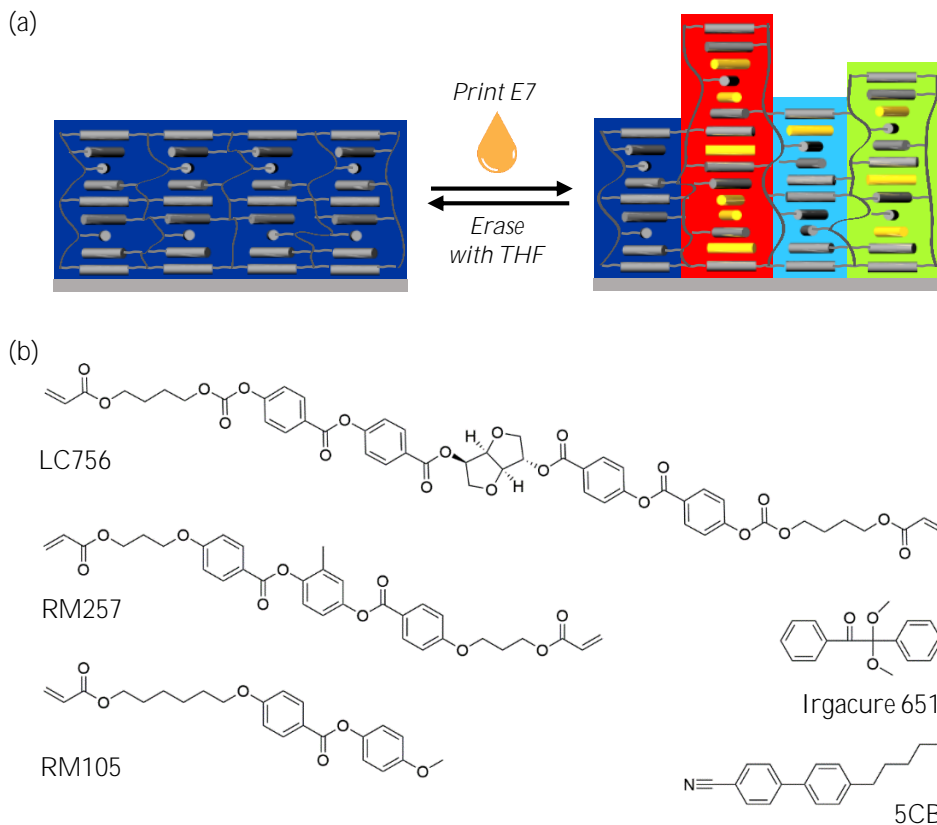 (a)
Print E7
Erase
with THF
(b)
O
O
O
O
O
O
O
O
O
O
H
O
O
H
O
O
O
O
O
O
O
O
O
O
LC756
O
O
O
O
O
O
O
O
O
O
RM257
O
O
O
O
O
O
RM105
O
O
O
Irgacure 651
N
5CB